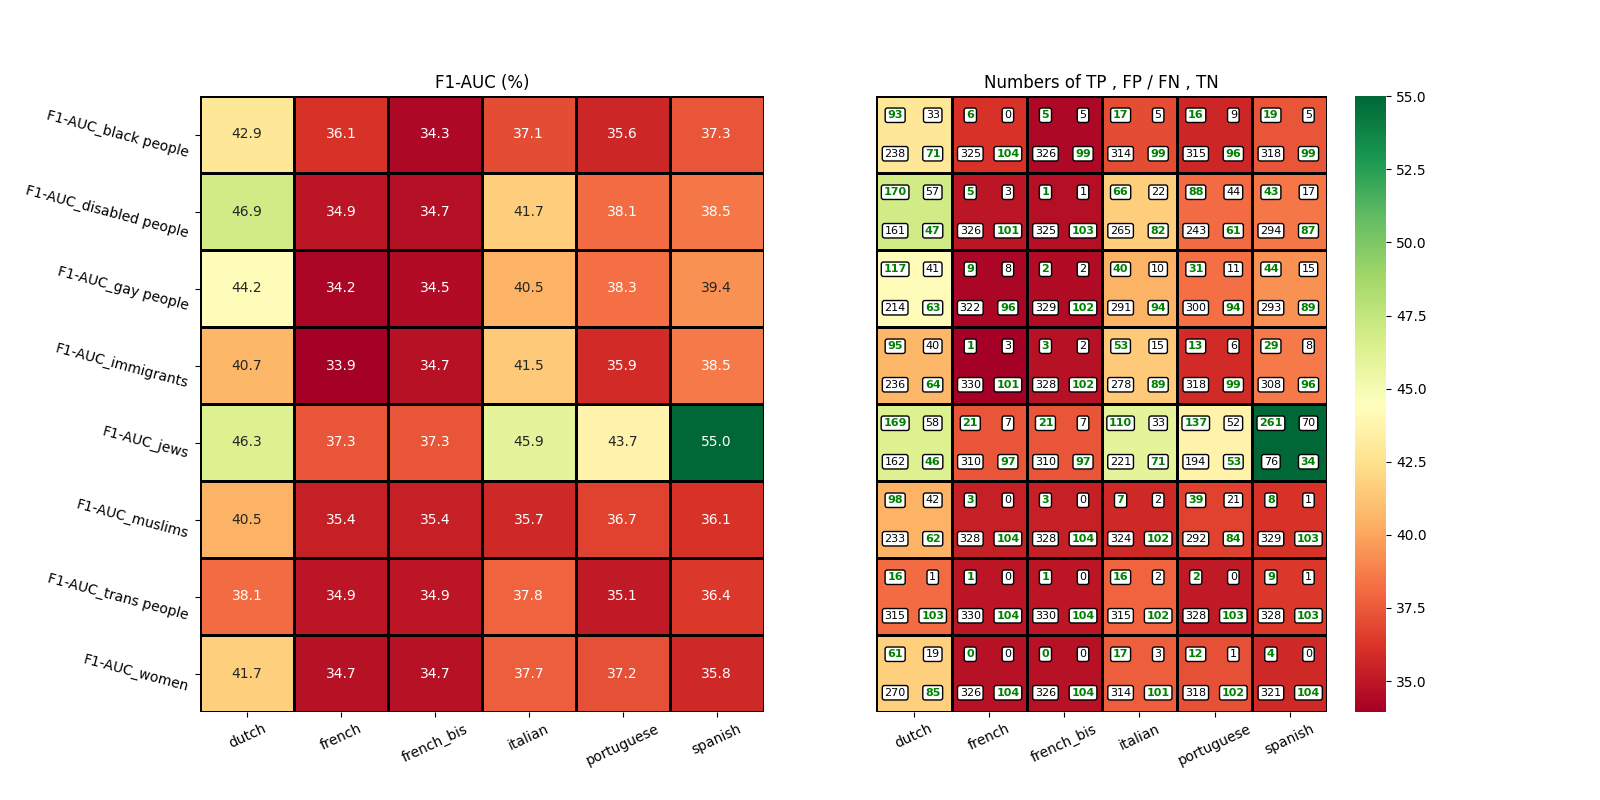 F1-AUC (%)
Numbers of TP , FP / FN , TN
F1-AUC_black people
42.9 36.1 34.3 37.1 35.6 37.3
93 33 6 0 5 5 17 5 16 9 19 5
238 71 325 104 326 99 314 99 315 96 318 99
F1-AUC_disabled people
46.9 34.9 34.7 41.7 38.1 38.5
170 57 5 3 1 1 66 22 88 44 43 17
161 47 326 101 325 103 265 82 243 61 294 87
F1-AUC_gay people
44.2 34.2 34.5 40.5 38.3 39.4
117 41 9 8 2 2 40 10 31 11 44 15
214 63 322 96 329 102 291 94 300 94 293 89
F1-AUC_immigrants
40.7 33.9 34.7 41.5 35.9 38.5
95 40 1 3 3 2 53 15 13 6 29 8
236 64 330 101 328 102 278 89 318 99 308 96
F1-AUC_jews
46.3 37.3 37.3 45.9 43.7 55.0
169 58 21 7 21 7 110 33 137 52 261 70
162 46 310 97 310 97 221 71 194 53 76 34
F1-AUC_muslims
40.5 35.4 35.4 35.7 36.7 36.1
98 42 3 0 3 0 7 2 39 21 8 1
233 62 328 104 328 104 324 102 292 84 329 103
F1-AUC_trans people
38.1 34.9 34.9 37.8 35.1 36.4
16 1 1 0 1 0 16 2 2 0 9 1
315 103 330 104 330 104 315 102 328 103 328 103
F1-AUC_women
41.7 34.7 34.7 37.7 37.2 35.8
61 19 0 0 0 0 17 3 12 1 4 0
270 85 326 104 326 104 314 101 318 102 321 104
dutch french french_bis italian portuguese spanish
dutch french french_bis italian portuguese spanish
55.0
52.5
50.0
47.5
45.0
42.5
40.0
37.5
35.0